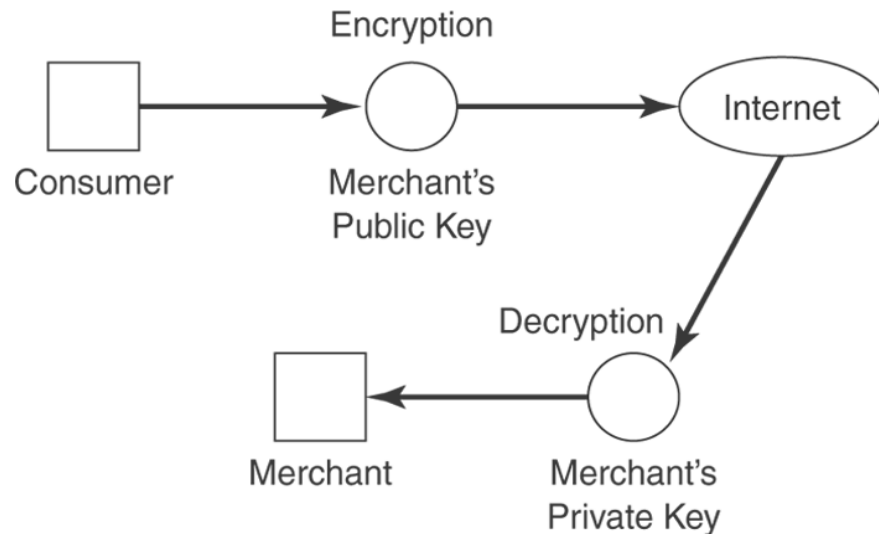 Encryption
Internet
Consumer
Merchant's
Public Key
Decryption
Merchant
Merchant's
Private Key